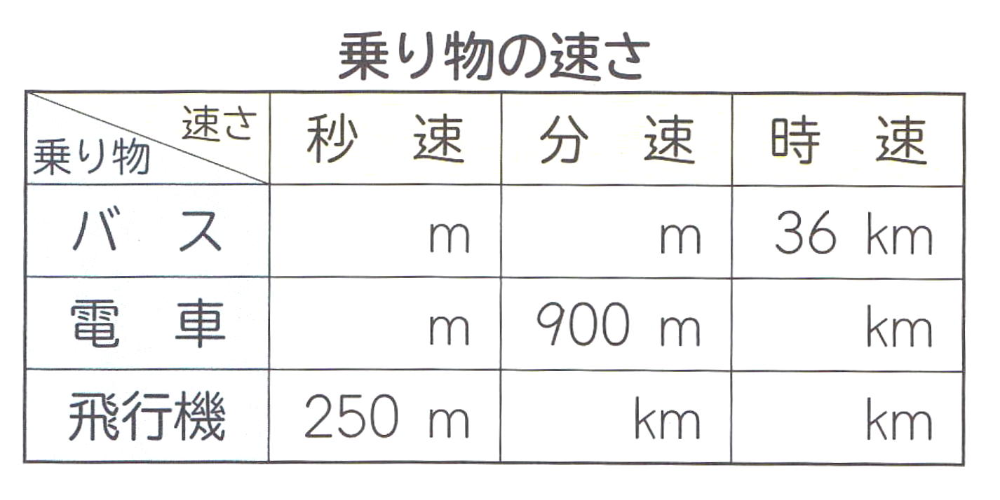 乗り物の速さ
速さ
乗り物
秒 速 分 速 時 速
バ ス m m 36 km
電 車 m 900 m km
飛行機 250 m km km